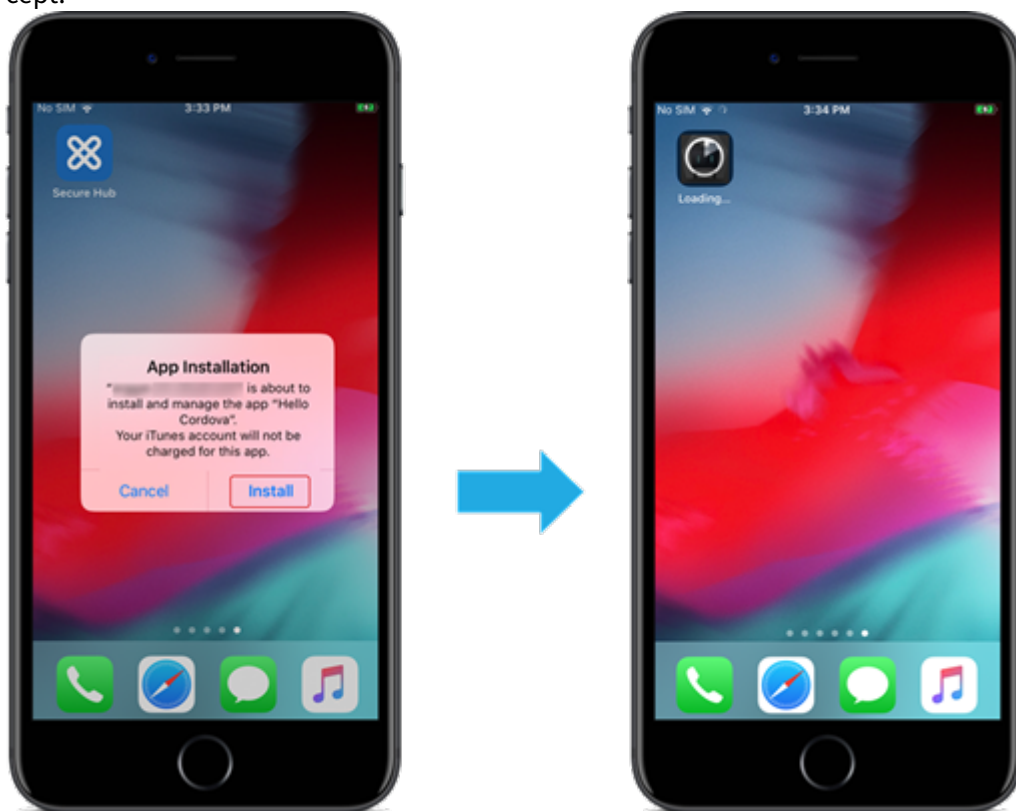 cept.
No SIM 3:33 PM
Secure Hub
App Installation
" is about to
install and manage the app "Hello
Cordova".
Your iTunes account will not be
charged for this app.
Cancel Install
No SIM 3:34 PM
Loading...